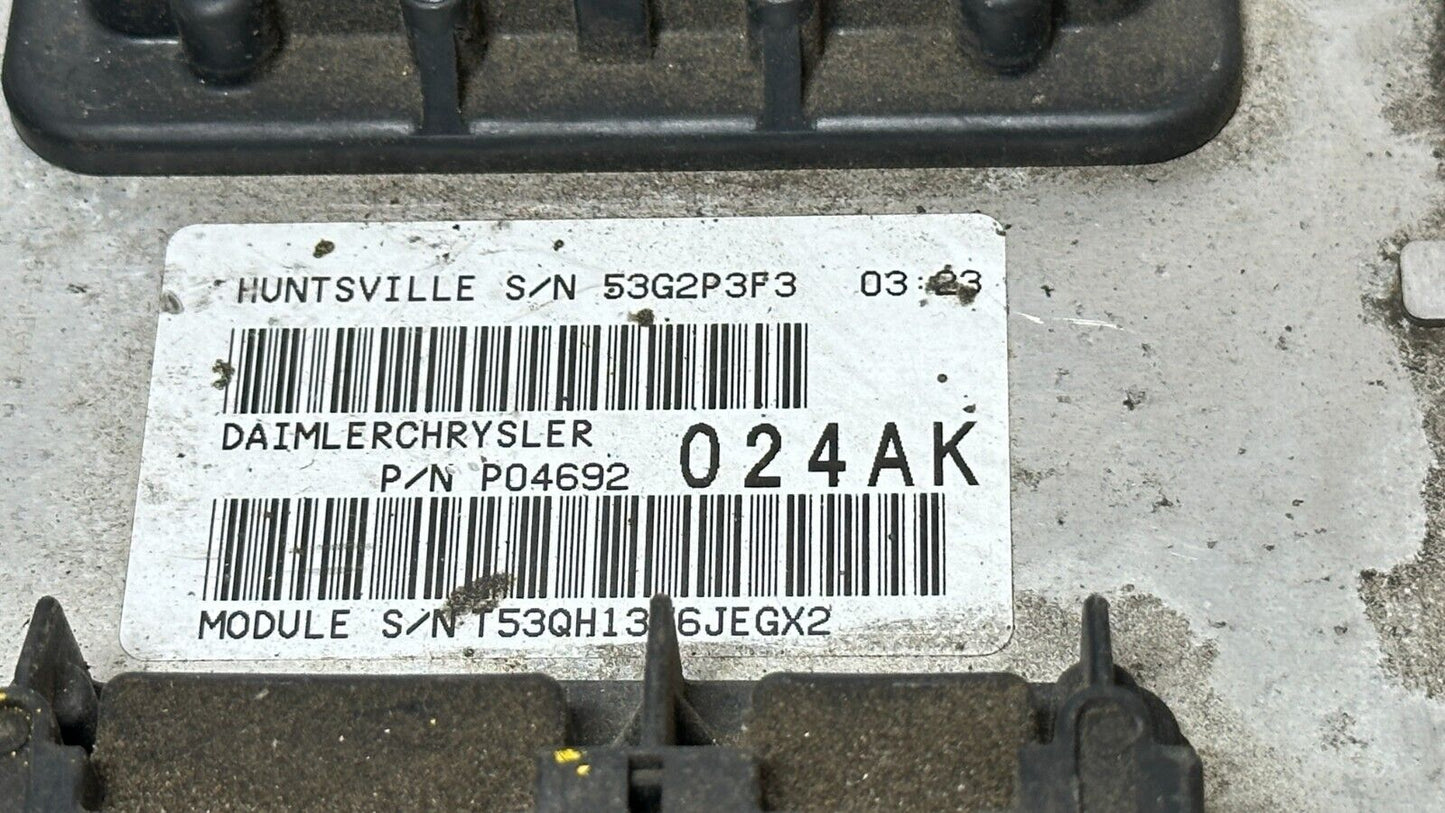 HUNTSVILLE S/N 53G2P3F3 03:23
DAIMLERCHRYSLER 024AK
P/N P04692
MODULE S/N